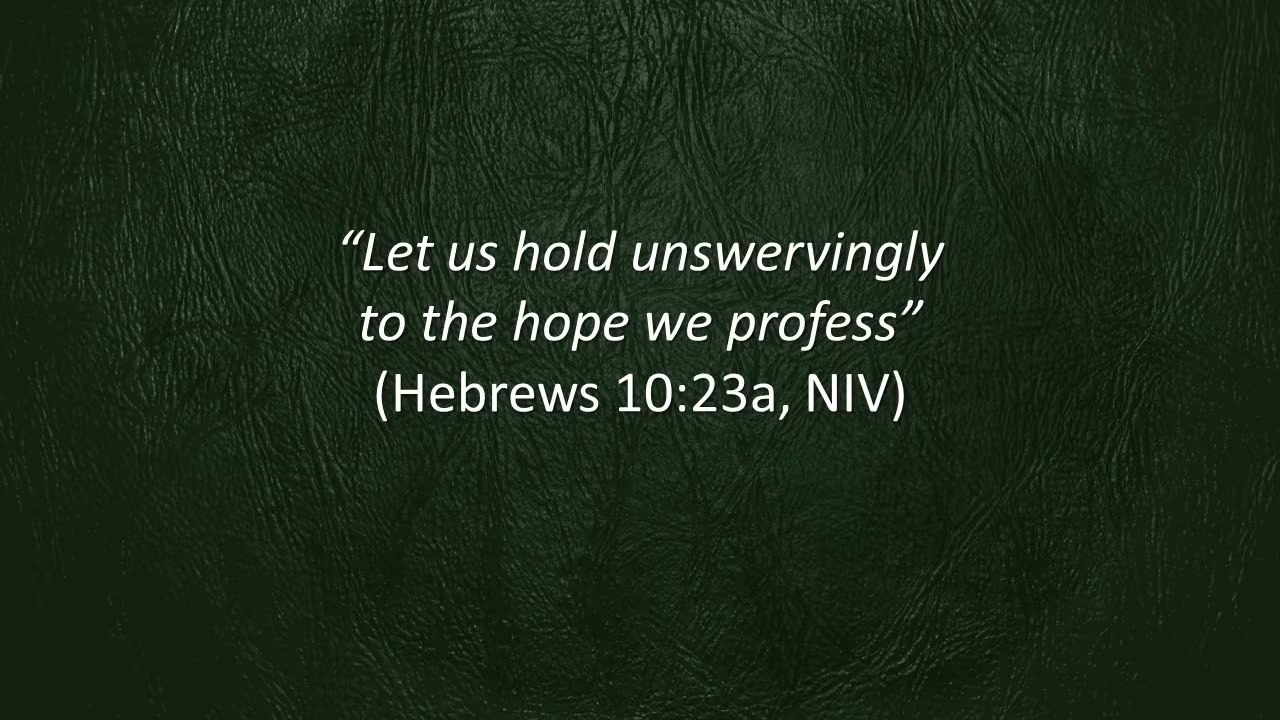 “Let us hold unswervingly
to the hope we profess”
(Hebrews 10:23a, NIV)